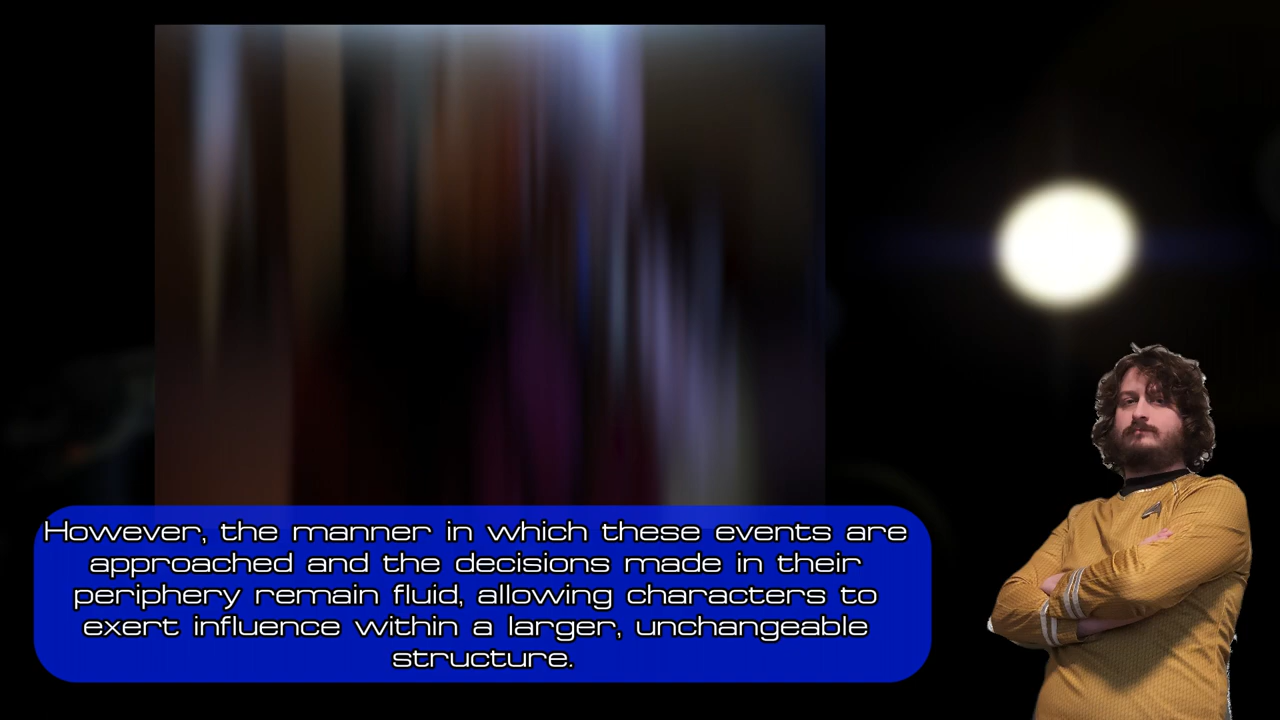 However, the manner in which these events are
approached and the decisions made in their
periphery remain fluid, allowing characters to
exert influence within a larger, unchangeable
structure.